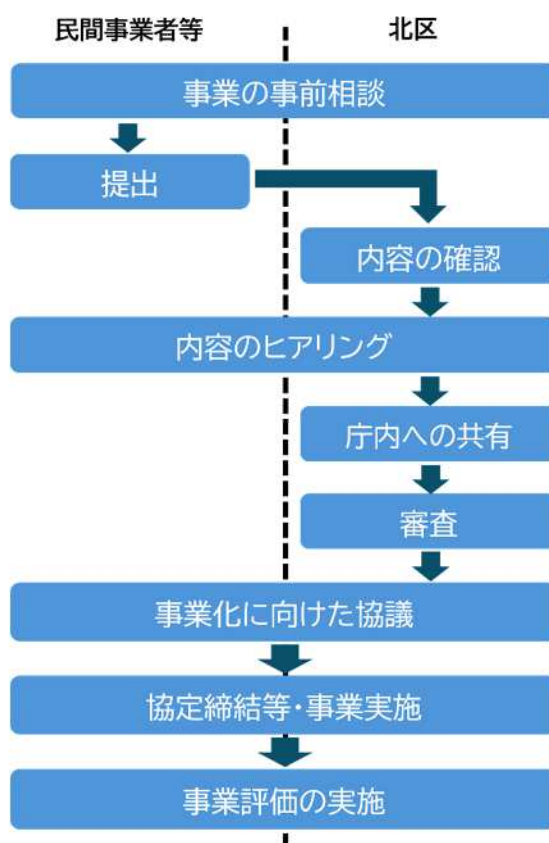 民間事業者等
北区
事業の事前相談
提出
内容の確認
内容のヒアリング
庁内への共有
審査
事業化に向けた協議
協定締結等・事業実施
事業評価の実施